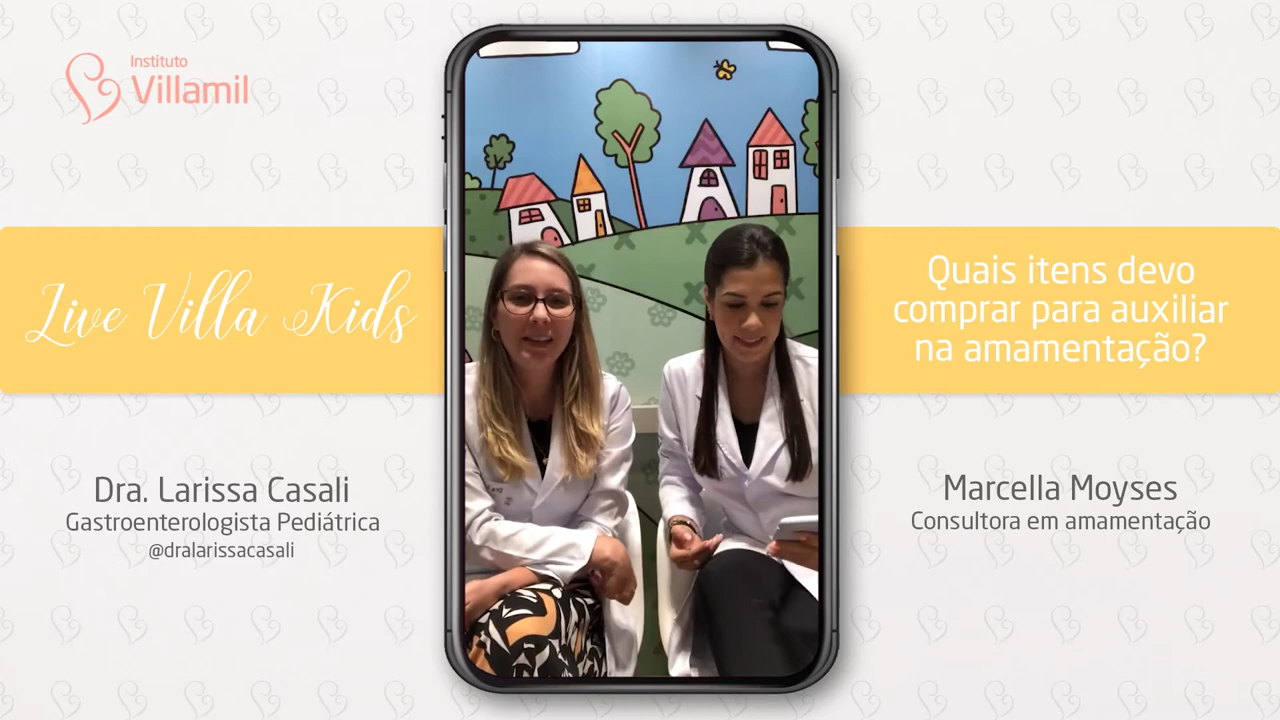 Instituto
Villamil
Live Villa Kids
Quais itens devo
comprar para auxiliar
na amamentação?
Dra. Larissa Casali
Gastroenterologista Pediátrica
@dralarissacasali
Marcella Moyses
Consultora em amamentação